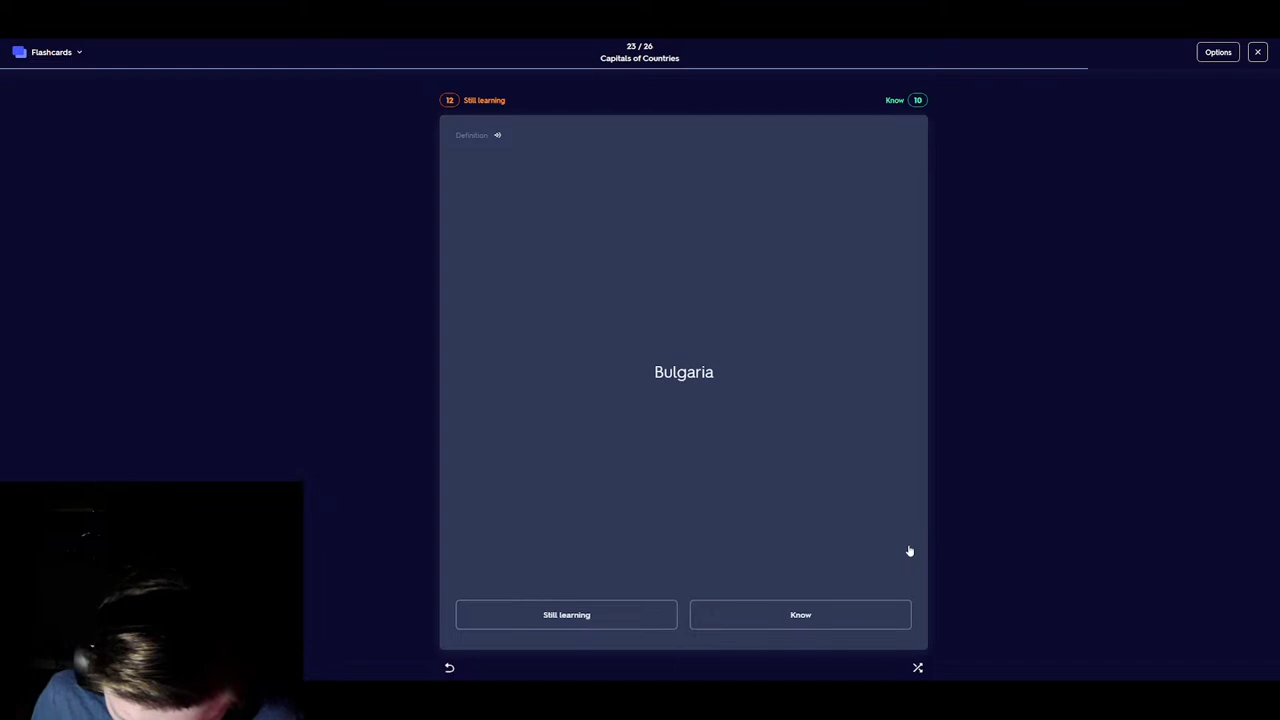 Flashcards
23 / 26
Capitals of Countries
Options
12 Still learning
Know 10
Definition
Bulgaria
Still learning
Know